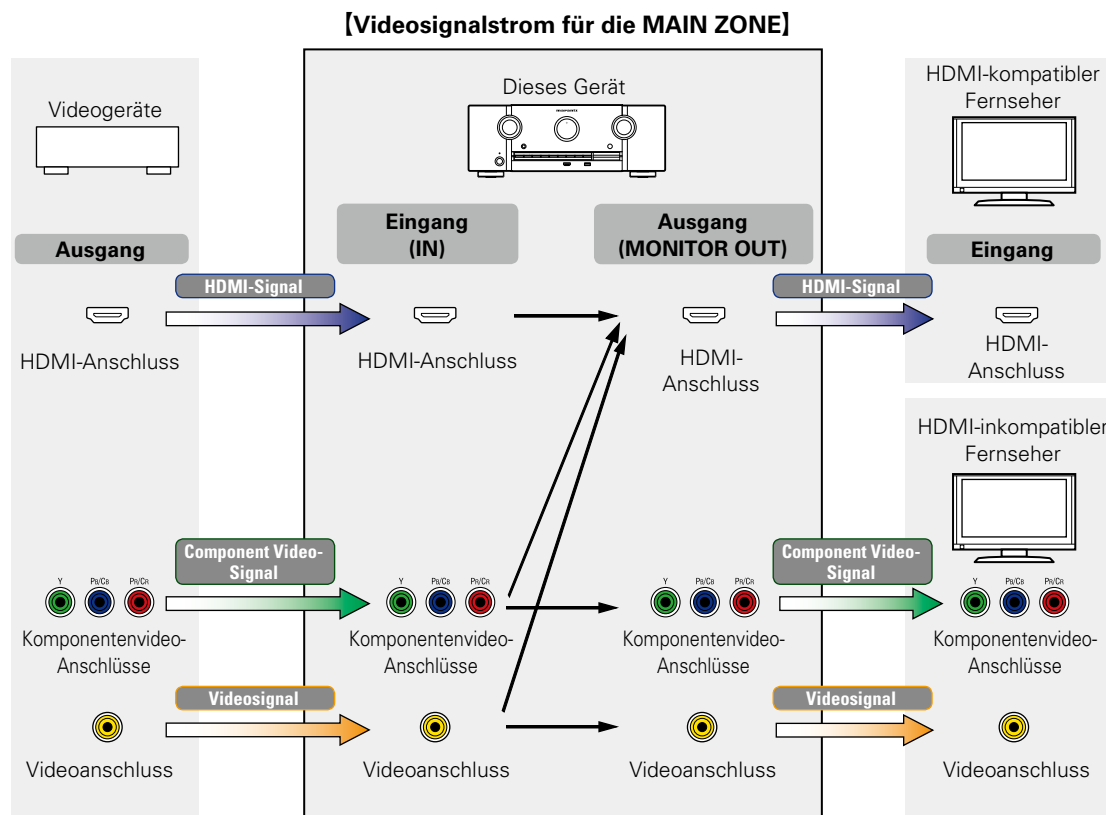 【Videosignalstrom für die MAIN ZONE】
Videogeräte
Dieses Gerät
marantz
HDMI-kompatibler
Fernseher
Ausgang
Eingang
(IN)
Ausgang
(MONITOR OUT)
Eingang
HDMI-Signal
HDMI-Signal
HDMI-Anschluss
HDMI-Anschluss
HDMI-
Anschluss
HDMI-
Anschluss
HDMI-inkompatibler
Fernseher
Component Video-
Signal
Component Video-
Signal
Y PB/CB PR/CR
Y PB/CB PR/CR
Y PB/CB PR/CR
Y PB/CB PR/CR
Komponentenvideo-
Anschlüsse
Komponentenvideo-
Anschlüsse
Komponentenvideo-
Anschlüsse
Komponentenvideo-
Anschlüsse
Videosignal
Videosignal
Videoanschluss
Videoanschluss
Videoanschluss
Videoanschluss